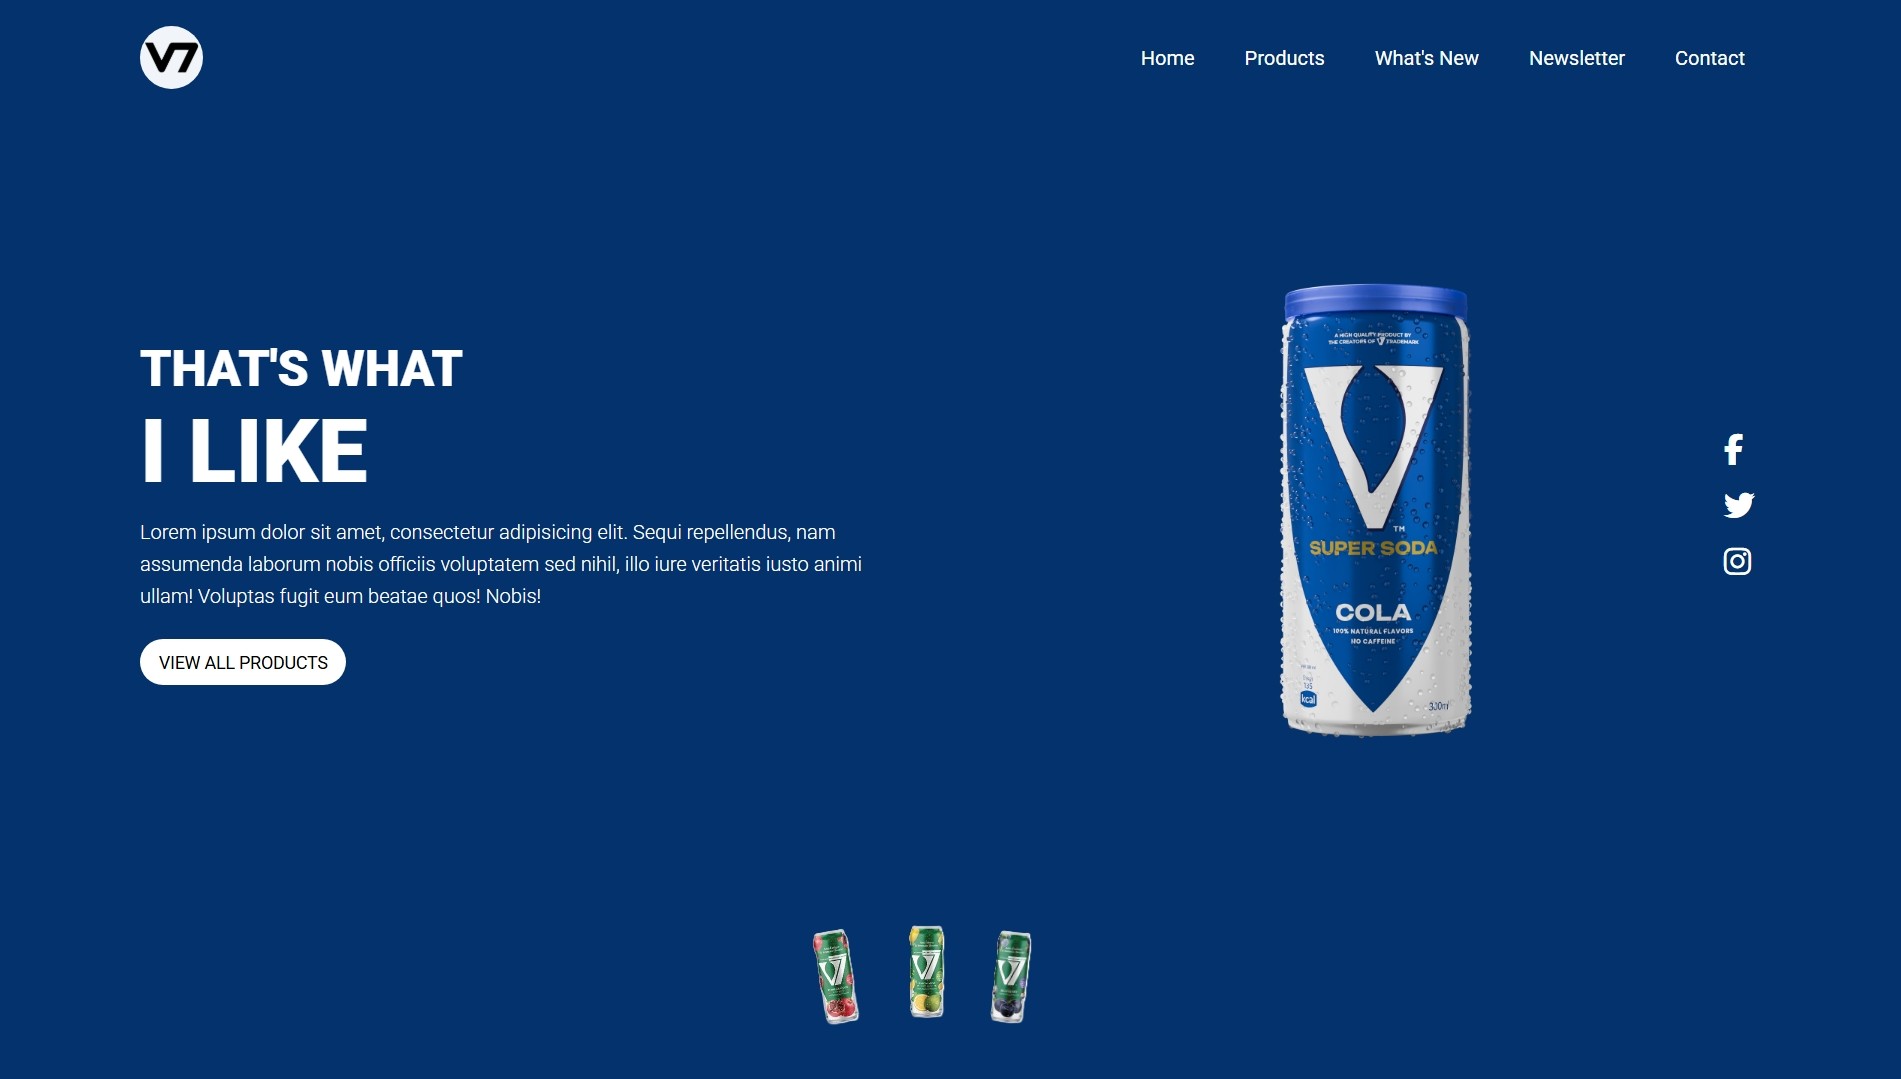 V7
Home
Products
What's New
Newsletter
Contact
THAT'S WHAT
I LIKE
Lorem ipsum dolor sit amet, consectetur adipisicing elit. Sequi repellendus, nam
assumenda laborum nobis officiis voluptatem sed nihil, illo iure veritatis iusto animi
ullam! Voluptas fugit eum beatae quos! Nobis!
VIEW ALL PRODUCTS
A HIGH QUALITY PRODUCT BY
THE CREATORS OF V TRADEMARK
V
TM
SUPER SODA
COLA
100% NATURAL FLAVORS
NO CAFFEINE
kcal
330ml
V7
V7
V7